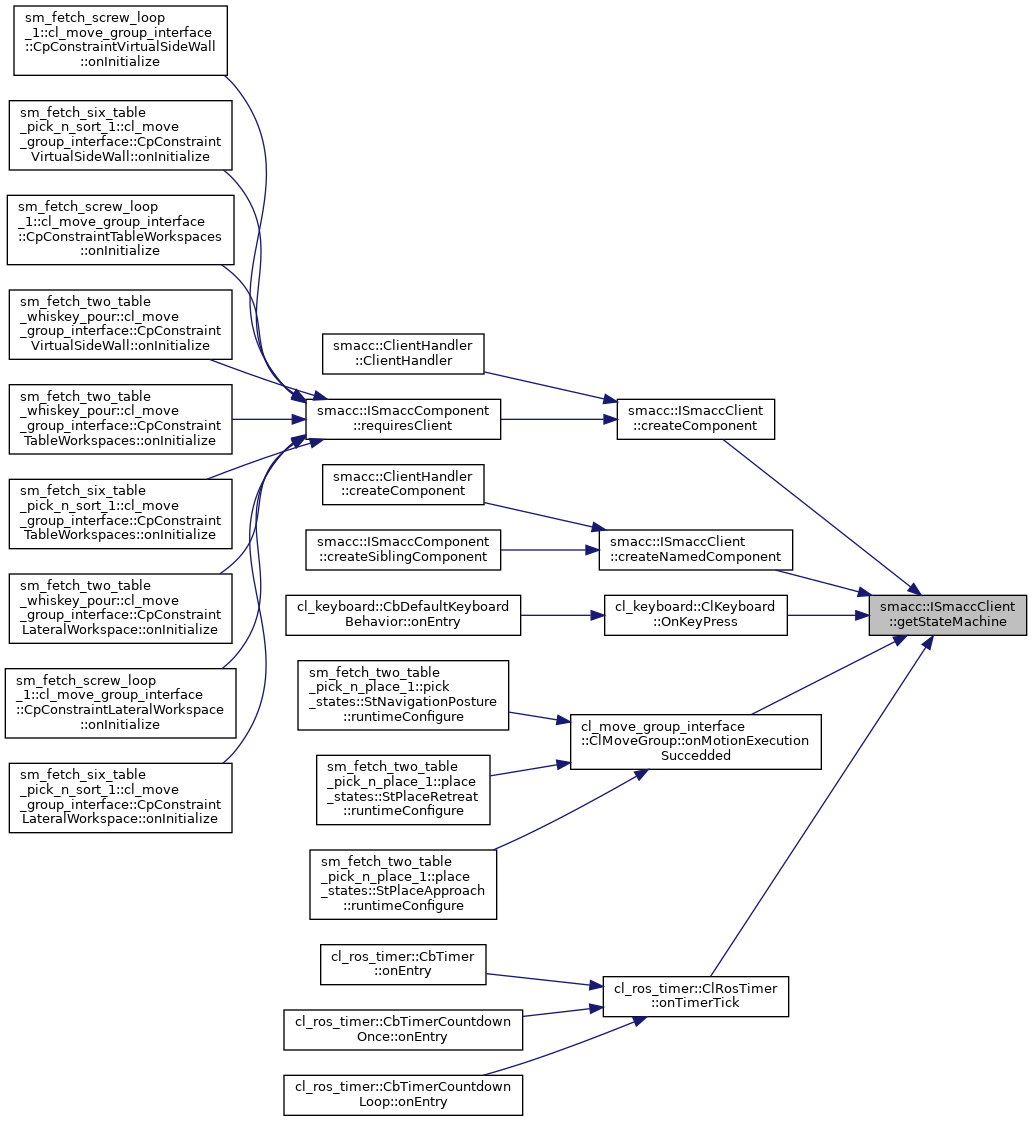 sm_fetch_screw_loop
_1::cl_move_group_interface
::CpConstraintVirtualSideWall
::onInitialize
sm_fetch_six_table
_pick_n_sort_1::cl_move
_group_interface::CpConstraint
VirtualSideWall::onInitialize
sm_fetch_screw_loop
_1::cl_move_group_interface
::CpConstraintTableWorkspaces
::onInitialize
sm_fetch_two_table
_whiskey_pour::cl_move
_group_interface::CpConstraint
VirtualSideWall::onInitialize
sm_fetch_two_table
_whiskey_pour::cl_move
_group_interface::CpConstraint
TableWorkspaces::onInitialize
sm_fetch_six_table
_pick_n_sort_1::cl_move
_group_interface::CpConstraint
TableWorkspaces::onInitialize
sm_fetch_two_table
_whiskey_pour::cl_move
_group_interface::CpConstraint
LateralWorkspace::onInitialize
sm_fetch_screw_loop
_1::cl_move_group_interface
::CpConstraintLateralWorkspace
::onInitialize
sm_fetch_six_table
_pick_n_sort_1::cl_move
_group_interface::CpConstraint
LateralWorkspace::onInitialize
smacc::ClientHandler
::ClientHandler
smacc::ISmaccComponent
::requiresClient
smacc::ClientHandler
::createComponent
smacc::ISmaccComponent
::createSiblingComponent
cl_keyboard::CbDefaultKeyboard
Behavior::onEntry
sm_fetch_two_table
_pick_n_place_1::pick
_states::StNavigationPosture
::runtimeConfigure
sm_fetch_two_table
_pick_n_place_1::place
_states::StPlaceRetreat
::runtimeConfigure
sm_fetch_two_table
_pick_n_place_1::place
_states::StPlaceApproach
::runtimeConfigure
cl_ros_timer::CbTimer
::onEntry
cl_ros_timer::CbTimerCountdown
Once::onEntry
cl_ros_timer::CbTimerCountdown
Loop::onEntry
smacc::ISmaccClient
::createComponent
smacc::ISmaccClient
::createNamedComponent
cl_keyboard::ClKeyboard
::OnKeyPress
cl_move_group_interface
::ClMoveGroup::onMotionExecution
Succedded
cl_ros_timer::ClRosTimer
::onTimerTick
smacc::ISmaccClient
::getStateMachine